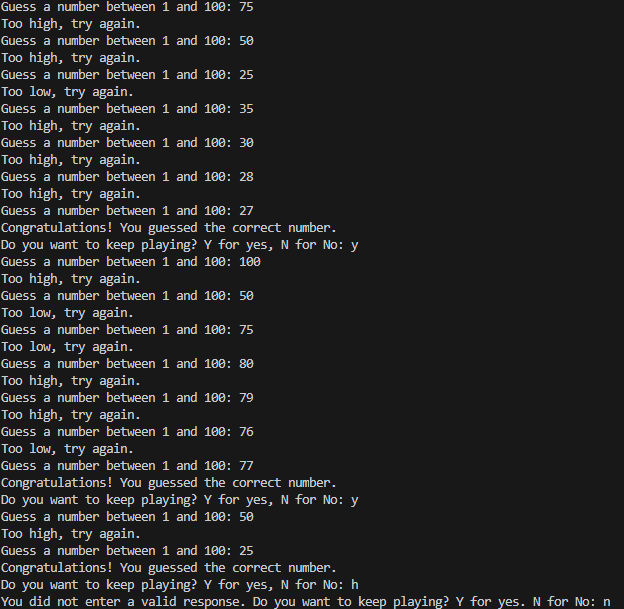 Guess a number between 1 and 100: 75
Too high, try again.
Guess a number between 1 and 100: 50
Too high, try again.
Guess a number between 1 and 100: 25
Too low, try again.
Guess a number between 1 and 100: 35
Too high, try again.
Guess a number between 1 and 100: 30
Too high, try again.
Guess a number between 1 and 100: 28
Too high, try again.
Guess a number between 1 and 100: 27
Congratulations! You guessed the correct number.
Do you want to keep playing? Y for yes, N for No: y
Guess a number between 1 and 100: 100
Too high, try again.
Guess a number between 1 and 100: 50
Too low, try again.
Guess a number between 1 and 100: 75
Too low, try again.
Guess a number between 1 and 100: 80
Too high, try again.
Guess a number between 1 and 100: 79
Too high, try again.
Guess a number between 1 and 100: 76
Too low, try again.
Guess a number between 1 and 100: 77
Congratulations! You guessed the correct number.
Do you want to keep playing? Y for yes, N for No: y
Guess a number between 1 and 100: 50
Too high, try again.
Guess a number between 1 and 100: 25
Congratulations! You guessed the correct number.
Do you want to keep playing? Y for yes, N for No: h
You did not enter a valid response. Do you want to keep playing? Y for yes. N for No: n